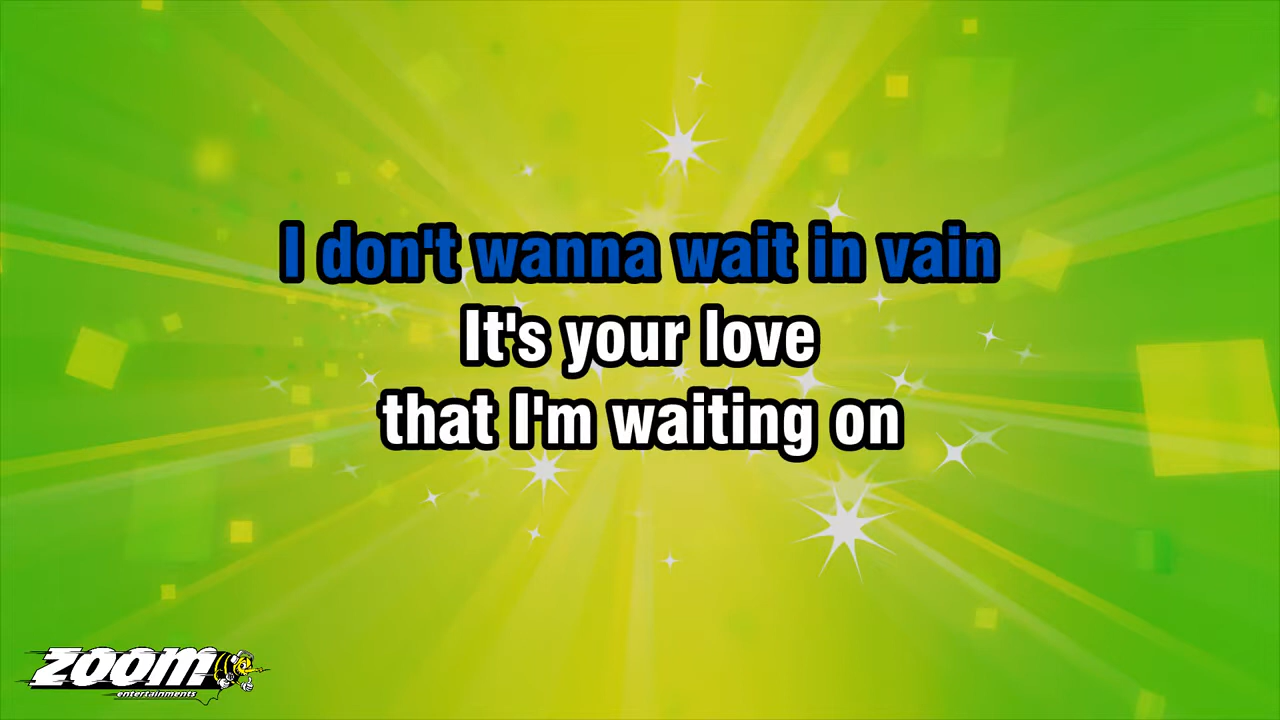 I don't wanna wait in vain
It's your love
that I'm waiting on
ZOOM
entertainments